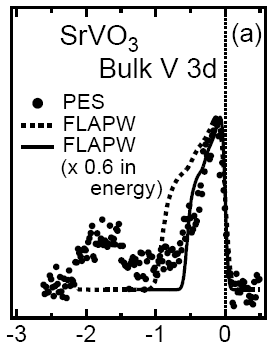 SrVO3 (a)
Bulk V 3d
PES
FLAPW
FLAPW
(x 0.6 in
energy)
-3 -2 -1 0